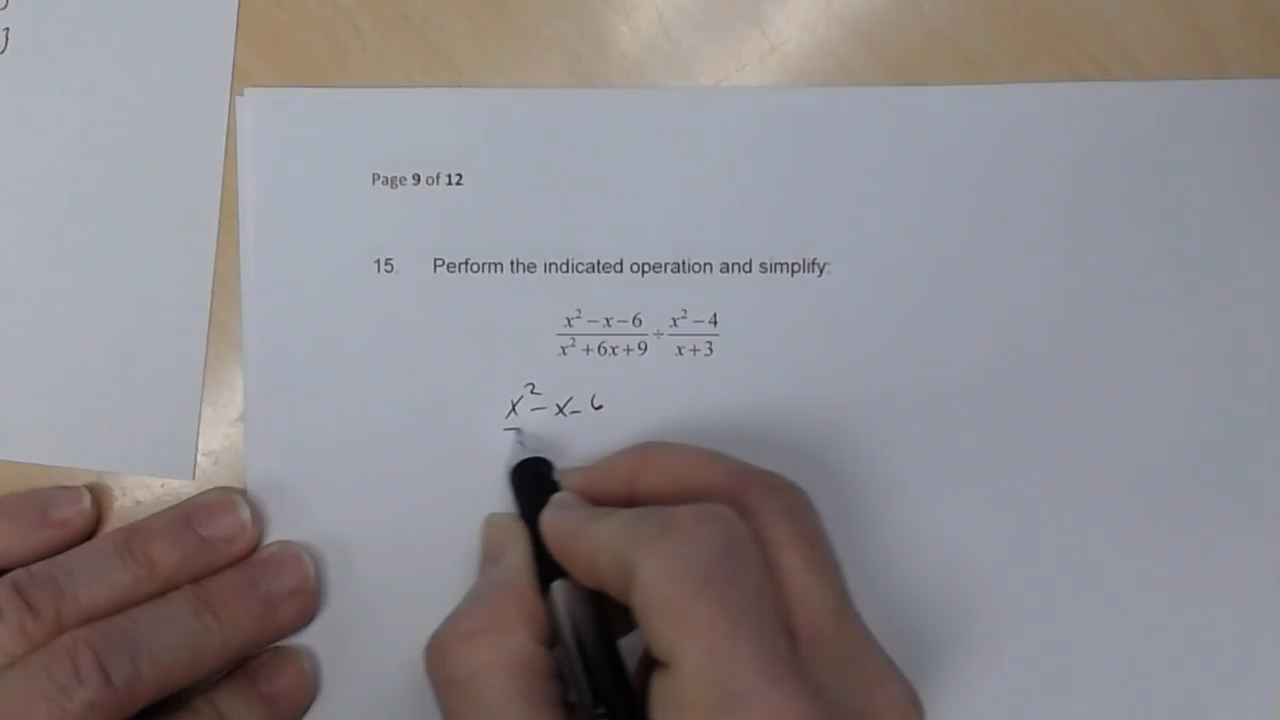 Page 9 of 12
15. Perform the indicated operation and simplify:
x² − x − 6 / x² + 6x + 9 ÷ x² − 4 / x + 3
x² − x − 6